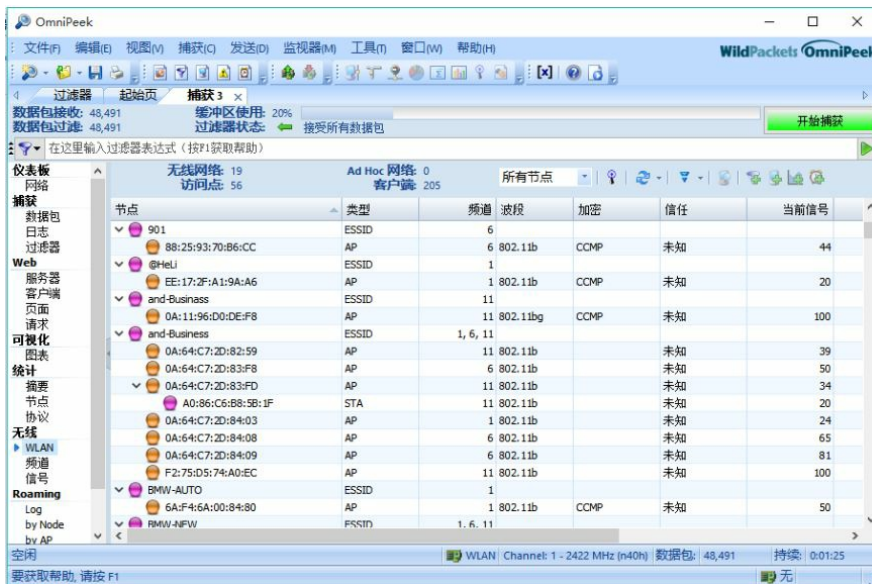 OmniPeek
文件(F) 编辑(E) 视图(V) 捕获(C) 发送(D) 监视器(M) 工具(T) 窗口(W) 帮助(H)
WildPackets OmniPeek
过滤器 起始页 捕获 3
数据包接收: 48,491 缓冲区使用: 20%
数据包过滤: 48,491 过滤器状态: 接受所有数据包
开始捕获
在这里输入过滤器表达式（按F1获取帮助）
仪表板
网络
捕获
数据包
日志
过滤器
Web
服务器
客户端
页面
请求
可视化
图表
统计
摘要
节点
协议
无线
WLAN
频道
信号
Roaming
Log
by Node
by AP
无线网络: 19 Ad Hoc 网络: 0
访问点: 56 客户端: 205
所有节点
节点 类型 频道 波段 加密 信任 当前信号
901 ESSID 6
88:25:93:70:B6:CC AP 6 802.11b CCMP 未知 44
@HeLi ESSID 1
EE:17:2F:A1:9A:A6 AP 1 802.11b CCMP 未知 20
and-Businass ESSID 11
0A:11:96:D0:DE:F8 AP 11 802.11bg CCMP 未知 100
and-Business ESSID 1, 6, 11
0A:64:C7:2D:82:59 AP 11 802.11b 未知 39
0A:64:C7:2D:83:F8 AP 6 802.11b 未知 50
0A:64:C7:2D:83:FD AP 11 802.11b 未知 34
A0:86:C6:B8:5B:1F STA 11 802.11b 未知 20
0A:64:C7:2D:84:03 AP 1 802.11b 未知 24
0A:64:C7:2D:84:08 AP 6 802.11b 未知 65
0A:64:C7:2D:84:09 AP 6 802.11b 未知 81
F2:75:D5:74:A0:EC AP 11 802.11b 未知 100
BMW-AUTO ESSID 1
6A:F4:6A:00:84:80 AP 1 802.11b CCMP 未知 50
BMW-NEW ESSID 1, 6, 11
空闲 WLAN Channel: 1 - 2422 MHz (n40h) 数据包: 48,491 持续: 0:01:25
要获取帮助, 请按 F1 无